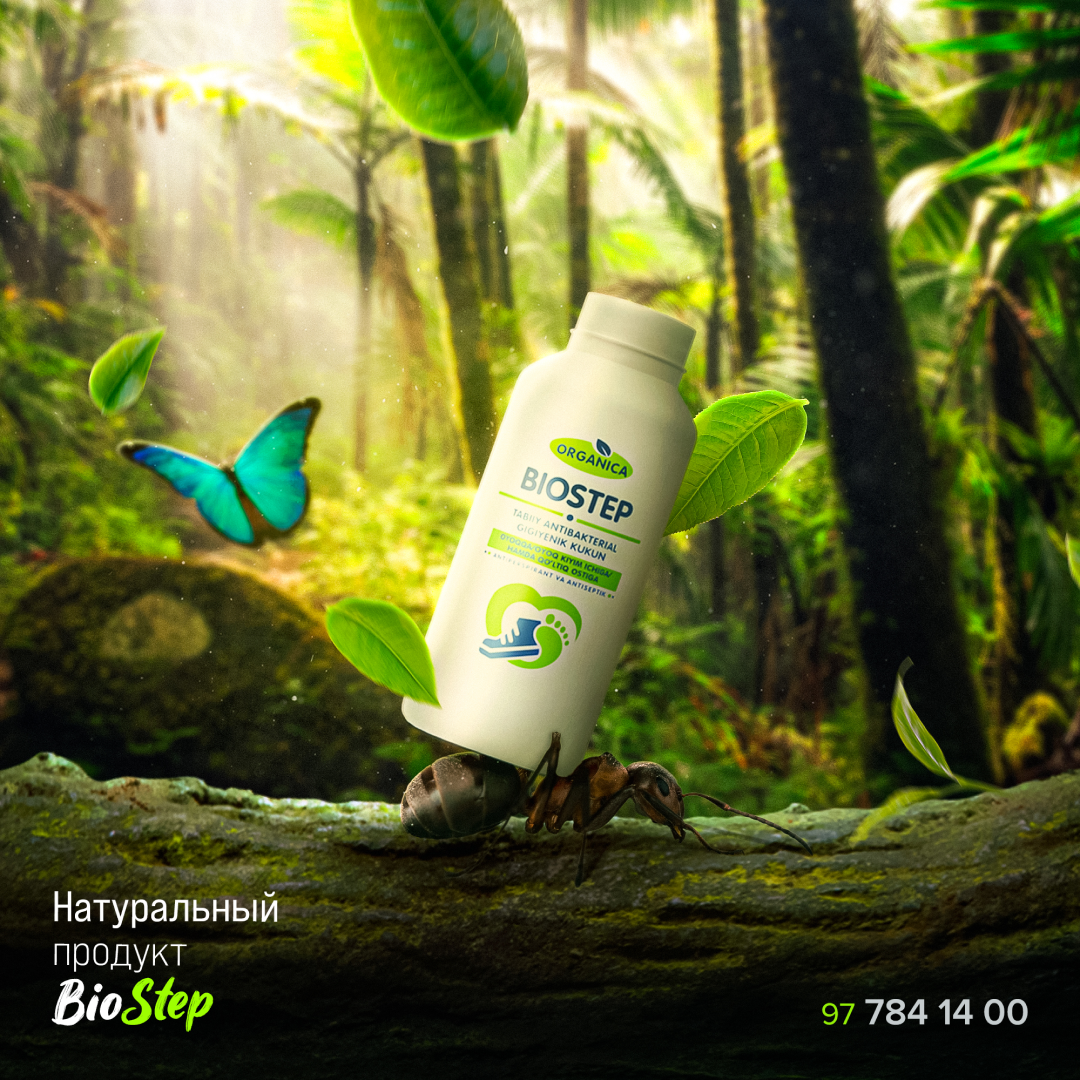 ORGANICA
BIOSTEP
TABIIY ANTIBAKTERIAL
GIGIYENIK KUKUN
OYOQQA/OYOQ KIYIM ICHIGA/
HAMDA QO'LTIQ OSTIGA
ANTIPERSPIRANT VA ANTISEPTIK
Натуральный
продукт
BioStep
97 784 14 00